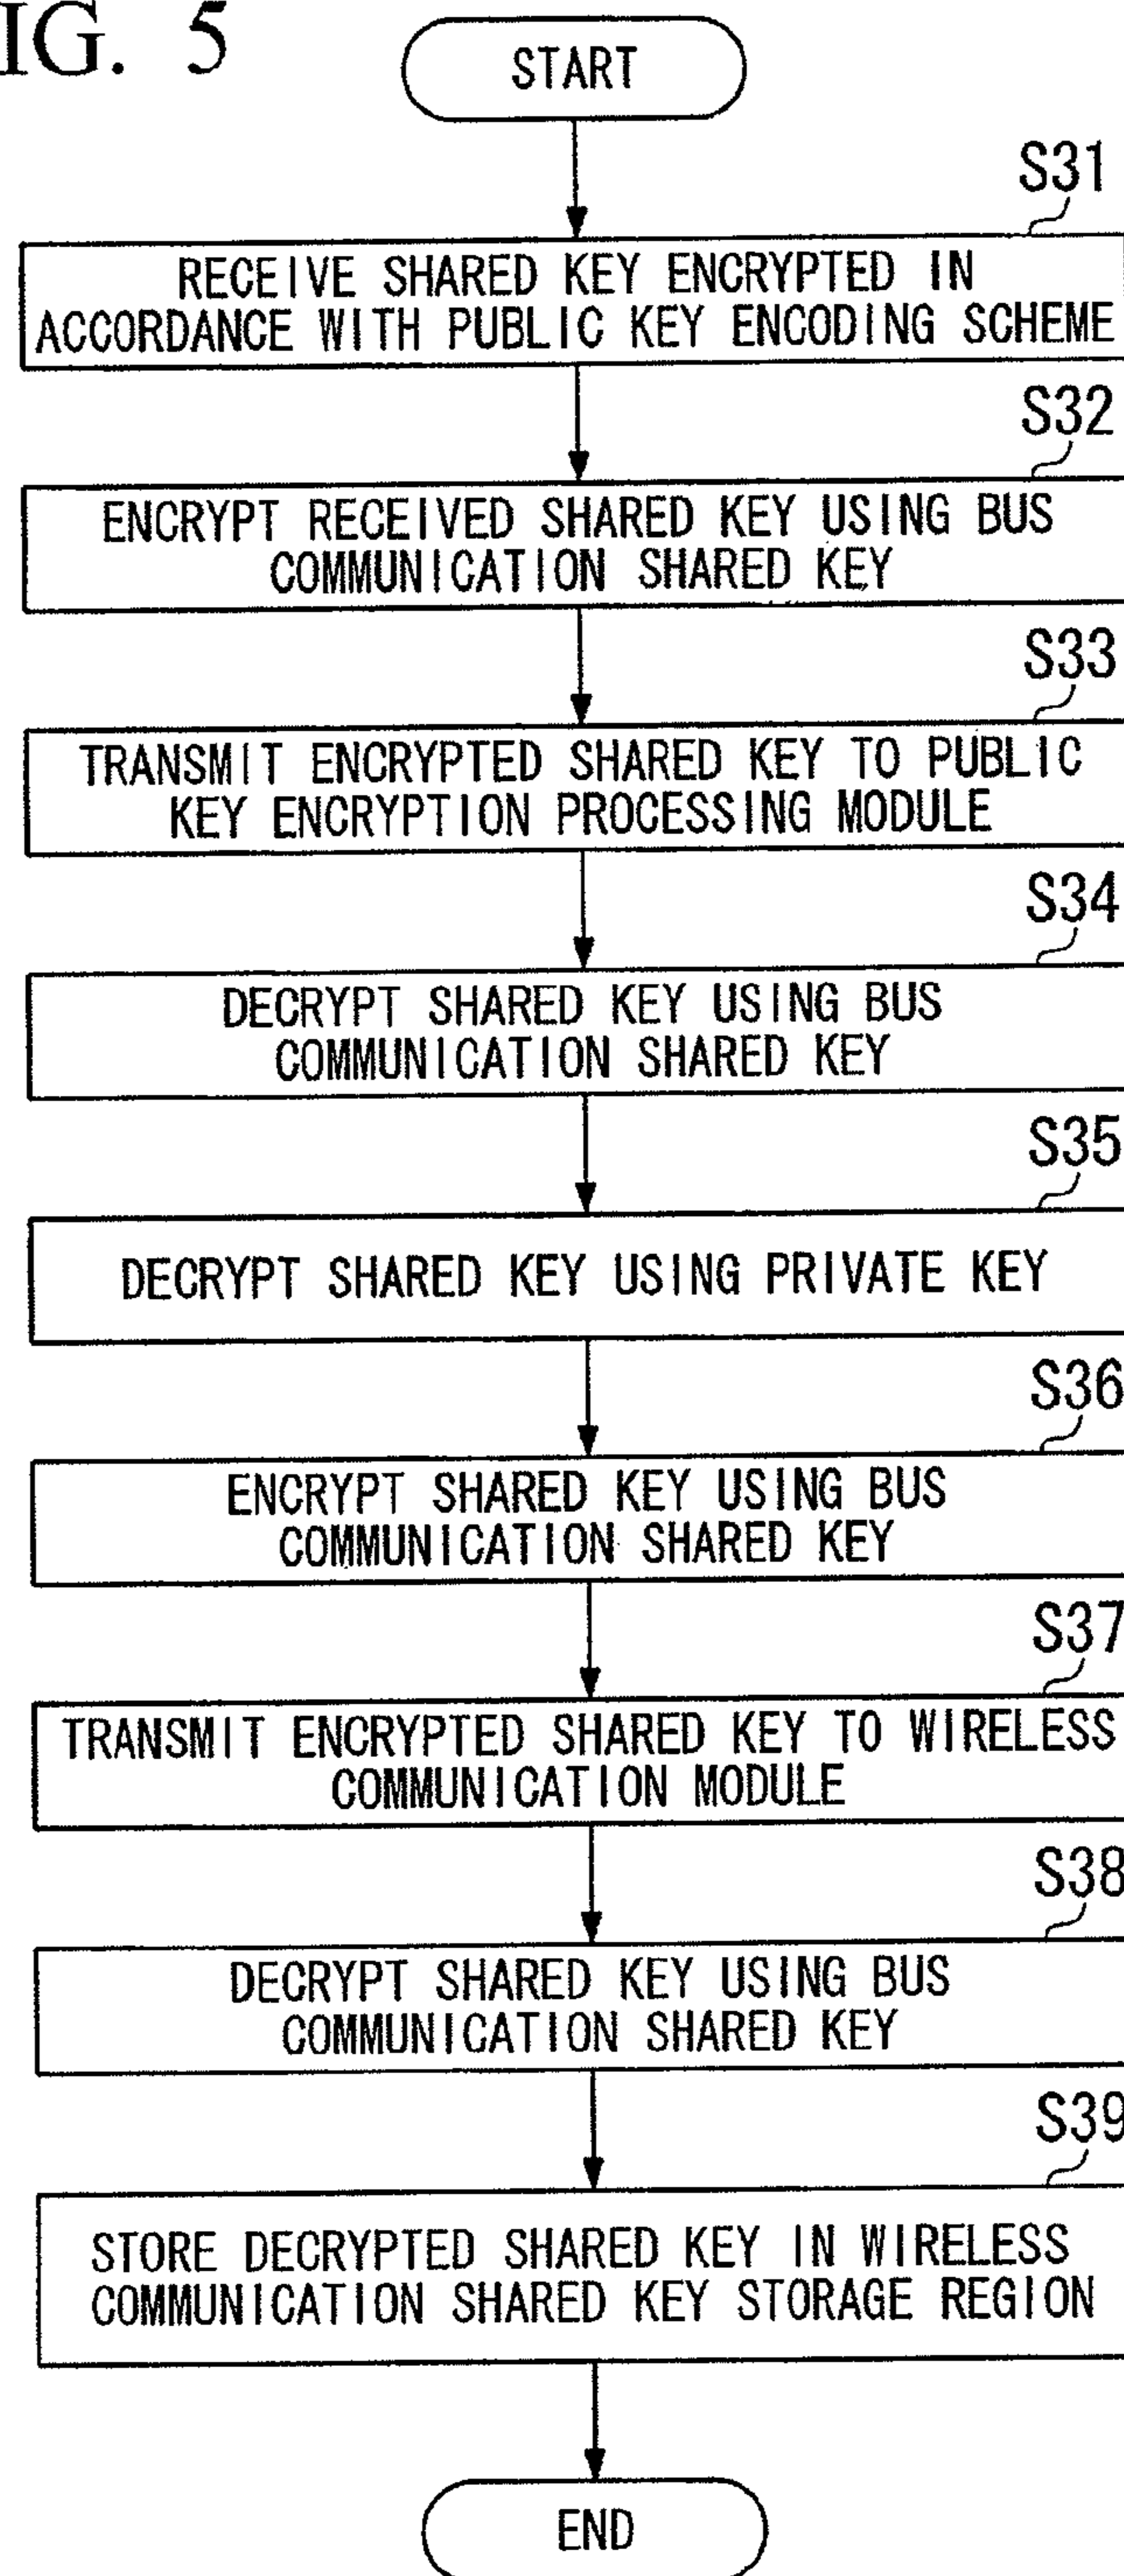 IG. 5
START
S31
RECEIVE SHARED KEY ENCRYPTED IN
ACCORDANCE WITH PUBLIC KEY ENCODING SCHEME
S32
ENCRYPT RECEIVED SHARED KEY USING BUS
COMMUNICATION SHARED KEY
S33
TRANSMIT ENCRYPTED SHARED KEY TO PUBLIC
KEY ENCRYPTION PROCESSING MODULE
S34
DECRYPT SHARED KEY USING BUS
COMMUNICATION SHARED KEY
S35
DECRYPT SHARED KEY USING PRIVATE KEY
S36
ENCRYPT SHARED KEY USING BUS
COMMUNICATION SHARED KEY
S37
TRANSMIT ENCRYPTED SHARED KEY TO WIRELESS
COMMUNICATION MODULE
S38
DECRYPT SHARED KEY USING BUS
COMMUNICATION SHARED KEY
S39
STORE DECRYPTED SHARED KEY IN WIRELESS
COMMUNICATION SHARED KEY STORAGE REGION
END